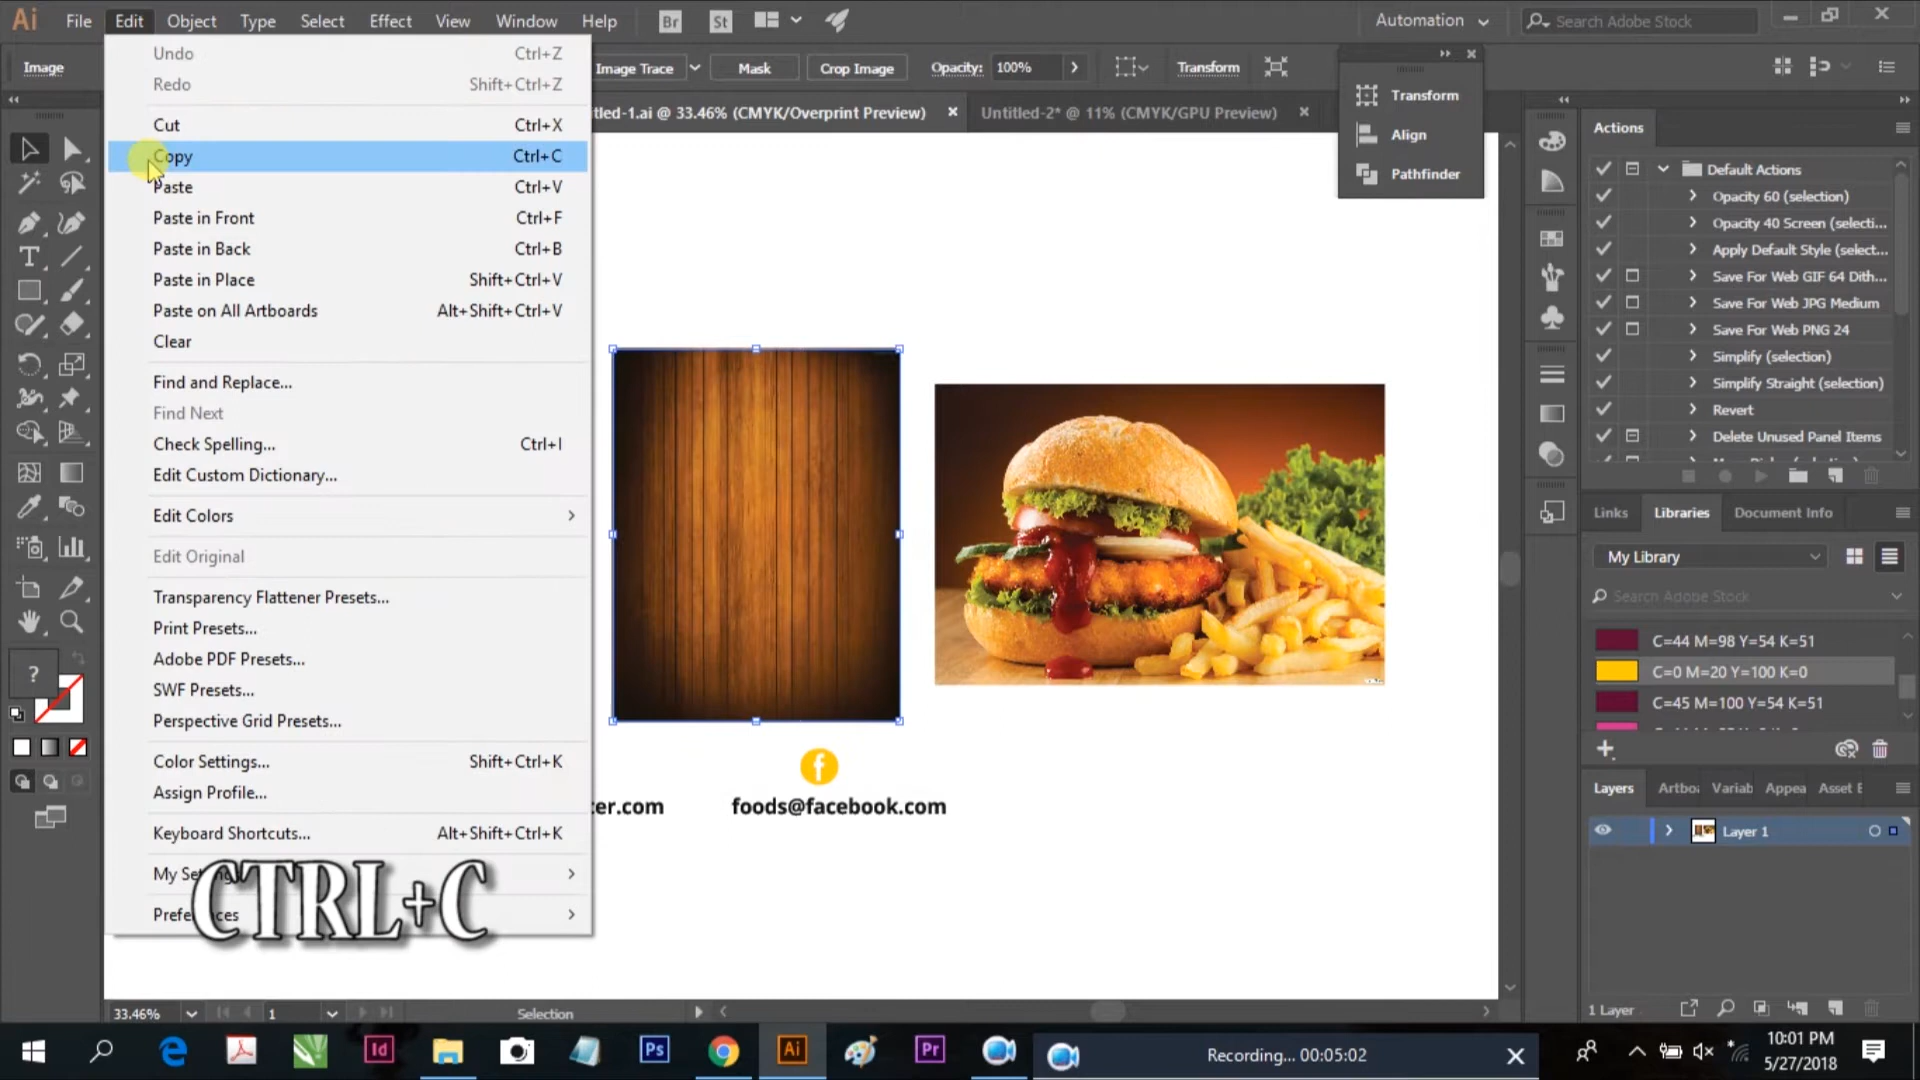 Ai File Edit Object Type Select Effect View Window Help Br St Automation Search Adobe Stock
Image Image Trace Mask Crop Image Opacity: 100% Transform
tled-1.ai @ 33.46% (CMYK/Overprint Preview) × Untitled-2* @ 11% (CMYK/GPU Preview) ×
Undo Ctrl+Z
Redo Shift+Ctrl+Z
Cut Ctrl+X
Copy Ctrl+C
Paste Ctrl+V
Paste in Front Ctrl+F
Paste in Back Ctrl+B
Paste in Place Shift+Ctrl+V
Paste on All Artboards Alt+Shift+Ctrl+V
Clear
Find and Replace...
Find Next
Check Spelling... Ctrl+I
Edit Custom Dictionary...
Edit Colors
Edit Original
Transparency Flattener Presets...
Print Presets...
Adobe PDF Presets...
SWF Presets...
Perspective Grid Presets...
Color Settings... Shift+Ctrl+K
Assign Profile...
Keyboard Shortcuts... Alt+Shift+Ctrl+K
My Settings
Preferences
CTRL+C
Transform
Align
Pathfinder
f
ter.com foods@facebook.com
Actions
Default Actions
Opacity 60 (selection)
Opacity 40 Screen (selecti...
Apply Default Style (select...
Save For Web GIF 64 Dith...
Save For Web JPG Medium
Save For Web PNG 24
Simplify (selection)
Simplify Straight (selection)
Revert
Delete Unused Panel Items
Links Libraries Document Info
My Library
Search Adobe Stock
C=44 M=98 Y=54 K=51
C=0 M=20 Y=100 K=0
C=45 M=100 Y=54 K=51
Layers Artboa Variab Appea Asset E
Layer 1
1 Layer
?
33.46% 1 Selection
Id Ps Ai Pr Recording... 00:05:02
10:01 PM
5/27/2018